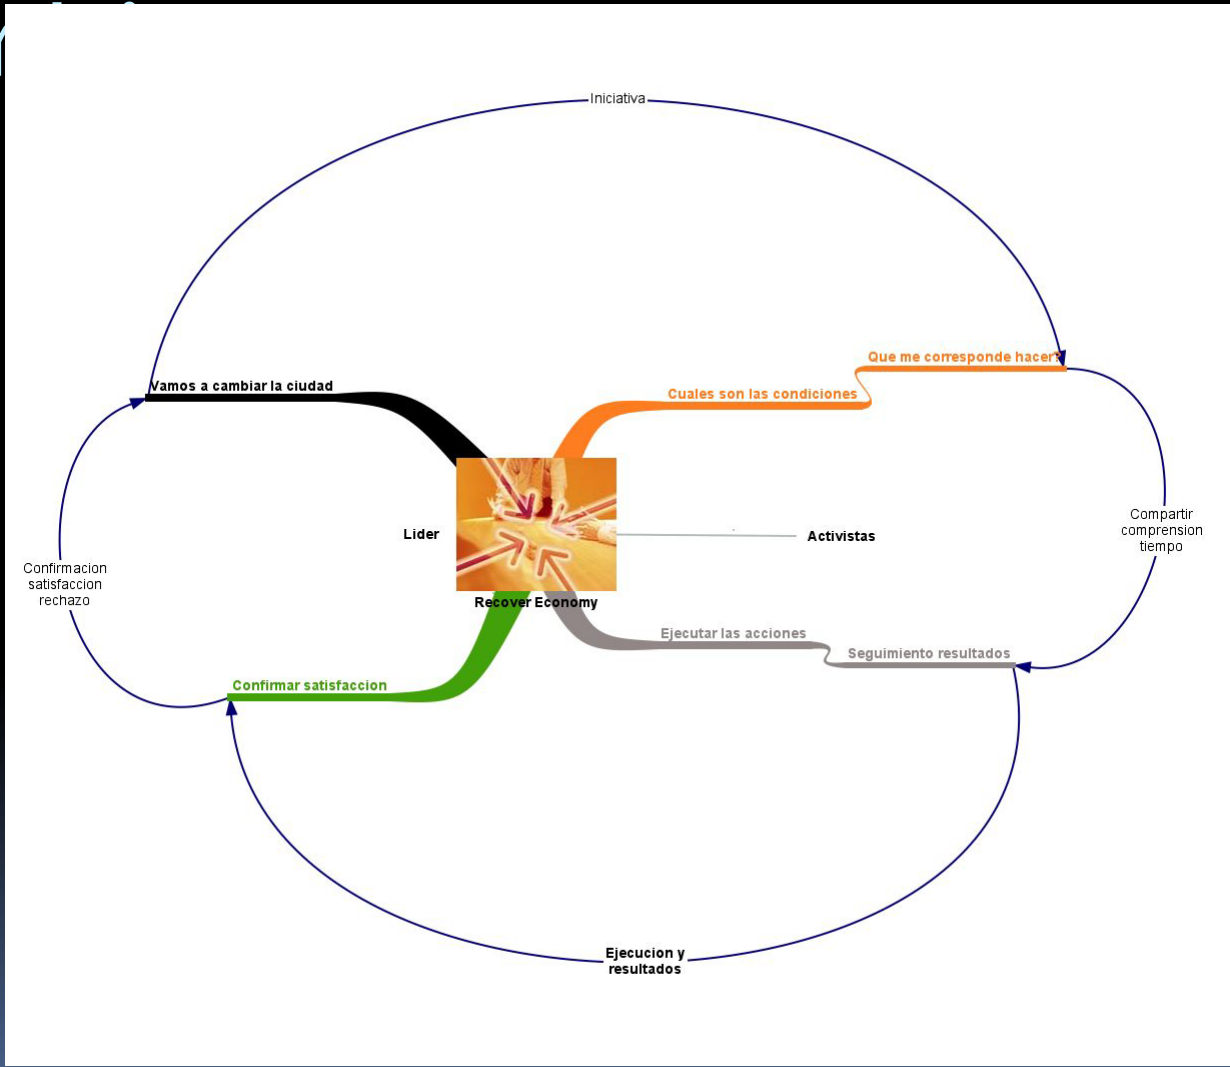 Iniciativa
Que me corresponde hacer?
Vamos a cambiar la ciudad
Cuales son las condiciones
Compartir
comprension
tiempo
Lider
Activistas
Confirmacion
satisfaccion
rechazo
Recover Economy
Ejecutar las acciones
Seguimiento resultados
Confirmar satisfaccion
Ejecucion y
resultados